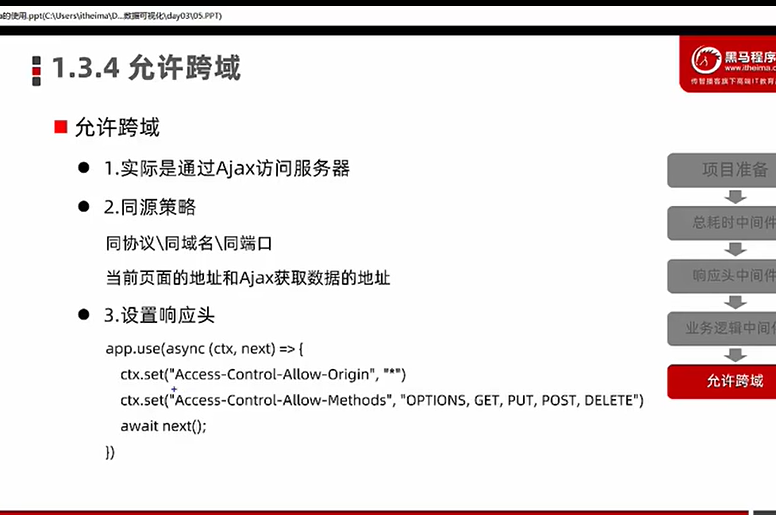 的使用.ppt(C:\Users\itheima\D...数据可视化\day03\05.PPT)
黑马程序
www.itheima.c
传智播客旗下高端IT教育
1.3.4 允许跨域
允许跨域
1.实际是通过Ajax访问服务器
2.同源策略
同协议\同域名\同端口
当前页面的地址和Ajax获取数据的地址
3.设置响应头
app.use(async (ctx, next) => {
ctx.set("Access-Control-Allow-Origin", "*")
ctx.set("Access-Control-Allow-Methods", "OPTIONS, GET, PUT, POST, DELETE")
await next();
})
项目准备
总耗时中间件
响应头中间件
业务逻辑中间件
允许跨域